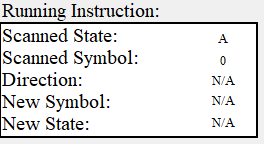 Running Instruction:
Scanned State: A
Scanned Symbol: 0
Direction: N/A
New Symbol: N/A
New State: N/A